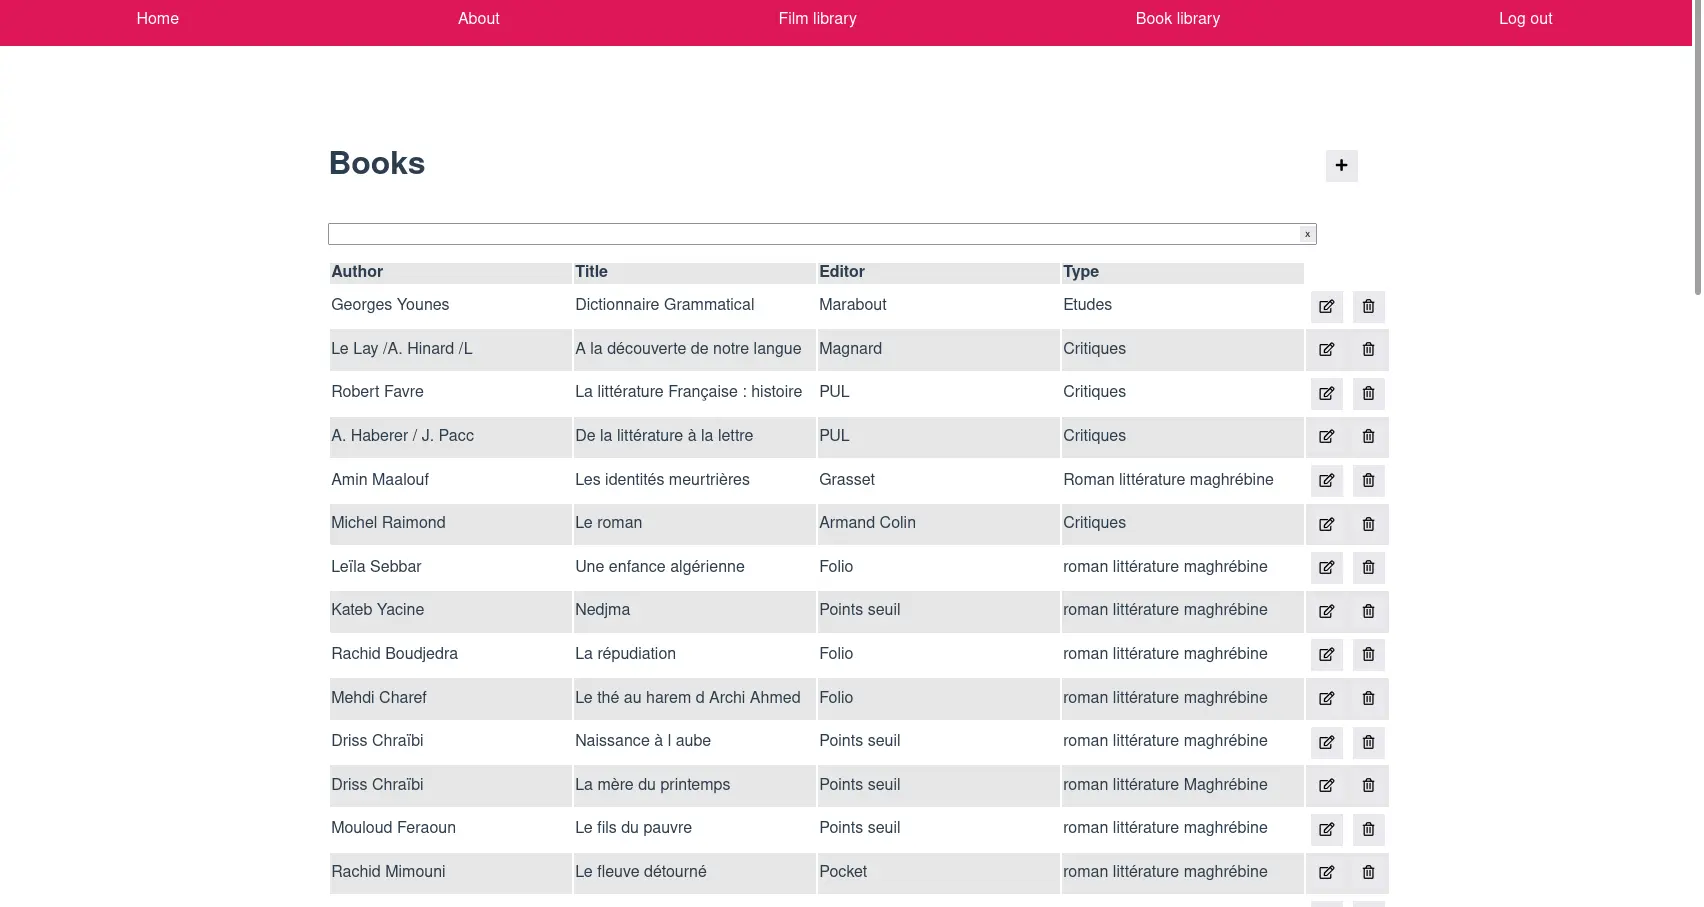 Home About Film library Book library Log out
Books +
x
Author Title Editor Type
Georges Younes Dictionnaire Grammatical Marabout Etudes
Le Lay /A. Hinard /L A la découverte de notre langue Magnard Critiques
Robert Favre La littérature Française : histoire PUL Critiques
A. Haberer / J. Pacc De la littérature à la lettre PUL Critiques
Amin Maalouf Les identités meurtrières Grasset Roman littérature maghrébine
Michel Raimond Le roman Armand Colin Critiques
Leïla Sebbar Une enfance algérienne Folio roman littérature maghrébine
Kateb Yacine Nedjma Points seuil roman littérature maghrébine
Rachid Boudjedra La répudiation Folio roman littérature maghrébine
Mehdi Charef Le thé au harem d Archi Ahmed Folio roman littérature maghrébine
Driss Chraïbi Naissance à l aube Points seuil roman littérature maghrébine
Driss Chraïbi La mère du printemps Points seuil roman littérature Maghrébine
Mouloud Feraoun Le fils du pauvre Points seuil roman littérature maghrébine
Rachid Mimouni Le fleuve détourné Pocket roman littérature maghrébine